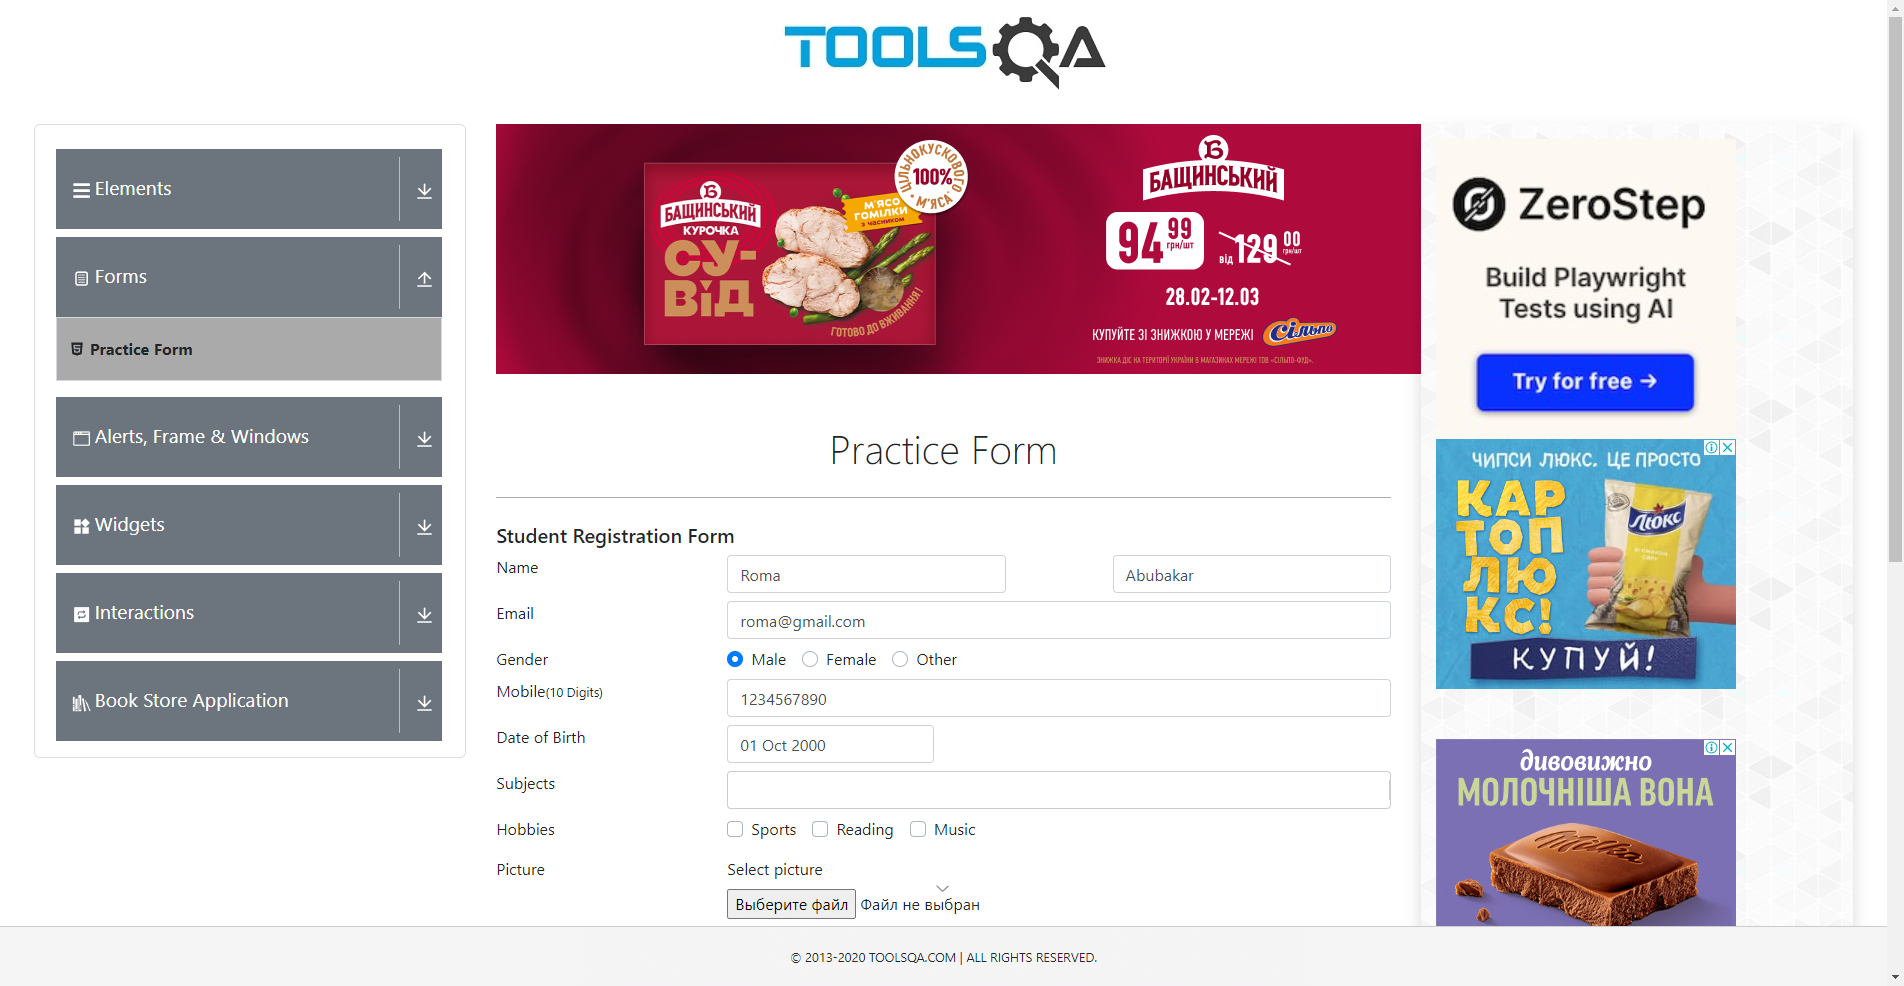 TOOLSQA
Elements
Forms
Practice Form
Alerts, Frame & Windows
Widgets
Interactions
Book Store Application
БАЩИНСЬКИЙ
КУРОЧКА
СУ-
ВІД
ЦІЛЬНОКУСКОВОГО
100%
М'ЯСА
М'ЯСО
ГОМІЛКИ
з часником
ГОТОВО ДО ВЖИВАННЯ!
БАЩИНСЬКИЙ
94 99 грн/шт
від 129 00 грн/шт
28.02-12.03
КУПУЙТЕ ЗІ ЗНИЖКОЮ У МЕРЕЖІ Сільпо
ЗНИЖКА ДІЄ НА ТЕРИТОРІЇ УКРАЇНИ В МАГАЗИНАХ МЕРЕЖІ ТОВ «СІЛЬПО-ФУД».
Practice Form
Student Registration Form
Name Roma Abubakar
Email roma@gmail.com
Gender Male Female Other
Mobile(10 Digits) 1234567890
Date of Birth 01 Oct 2000
Subjects
Hobbies Sports Reading Music
Picture Select picture
Выберите файл Файл не выбран
ZeroStep
Build Playwright
Tests using AI
Try for free →
ЧИПСИ ЛЮКС. ЦЕ ПРОСТО
КАР
ТОП
ЛЮ
КС!
Люкс
КУПУЙ!
дивовижно
МОЛОЧНІША ВОНА
Milka
© 2013-2020 TOOLSQA.COM | ALL RIGHTS RESERVED.